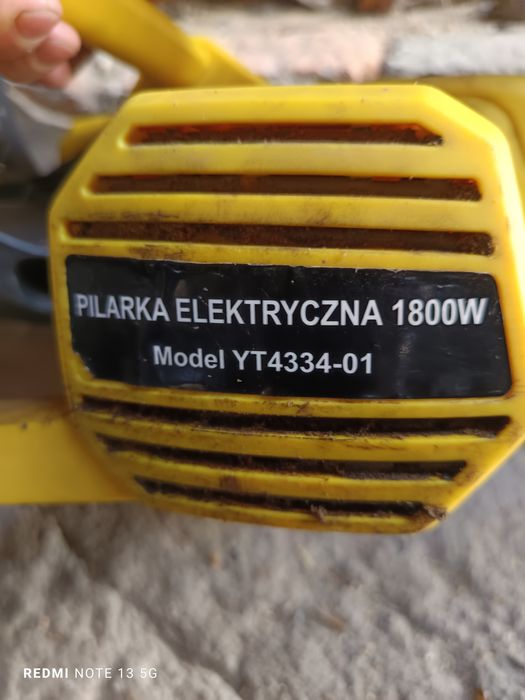 PILARKA ELEKTRYCZNA 1800W
Model YT4334-01
REDMI NOTE 13 5G